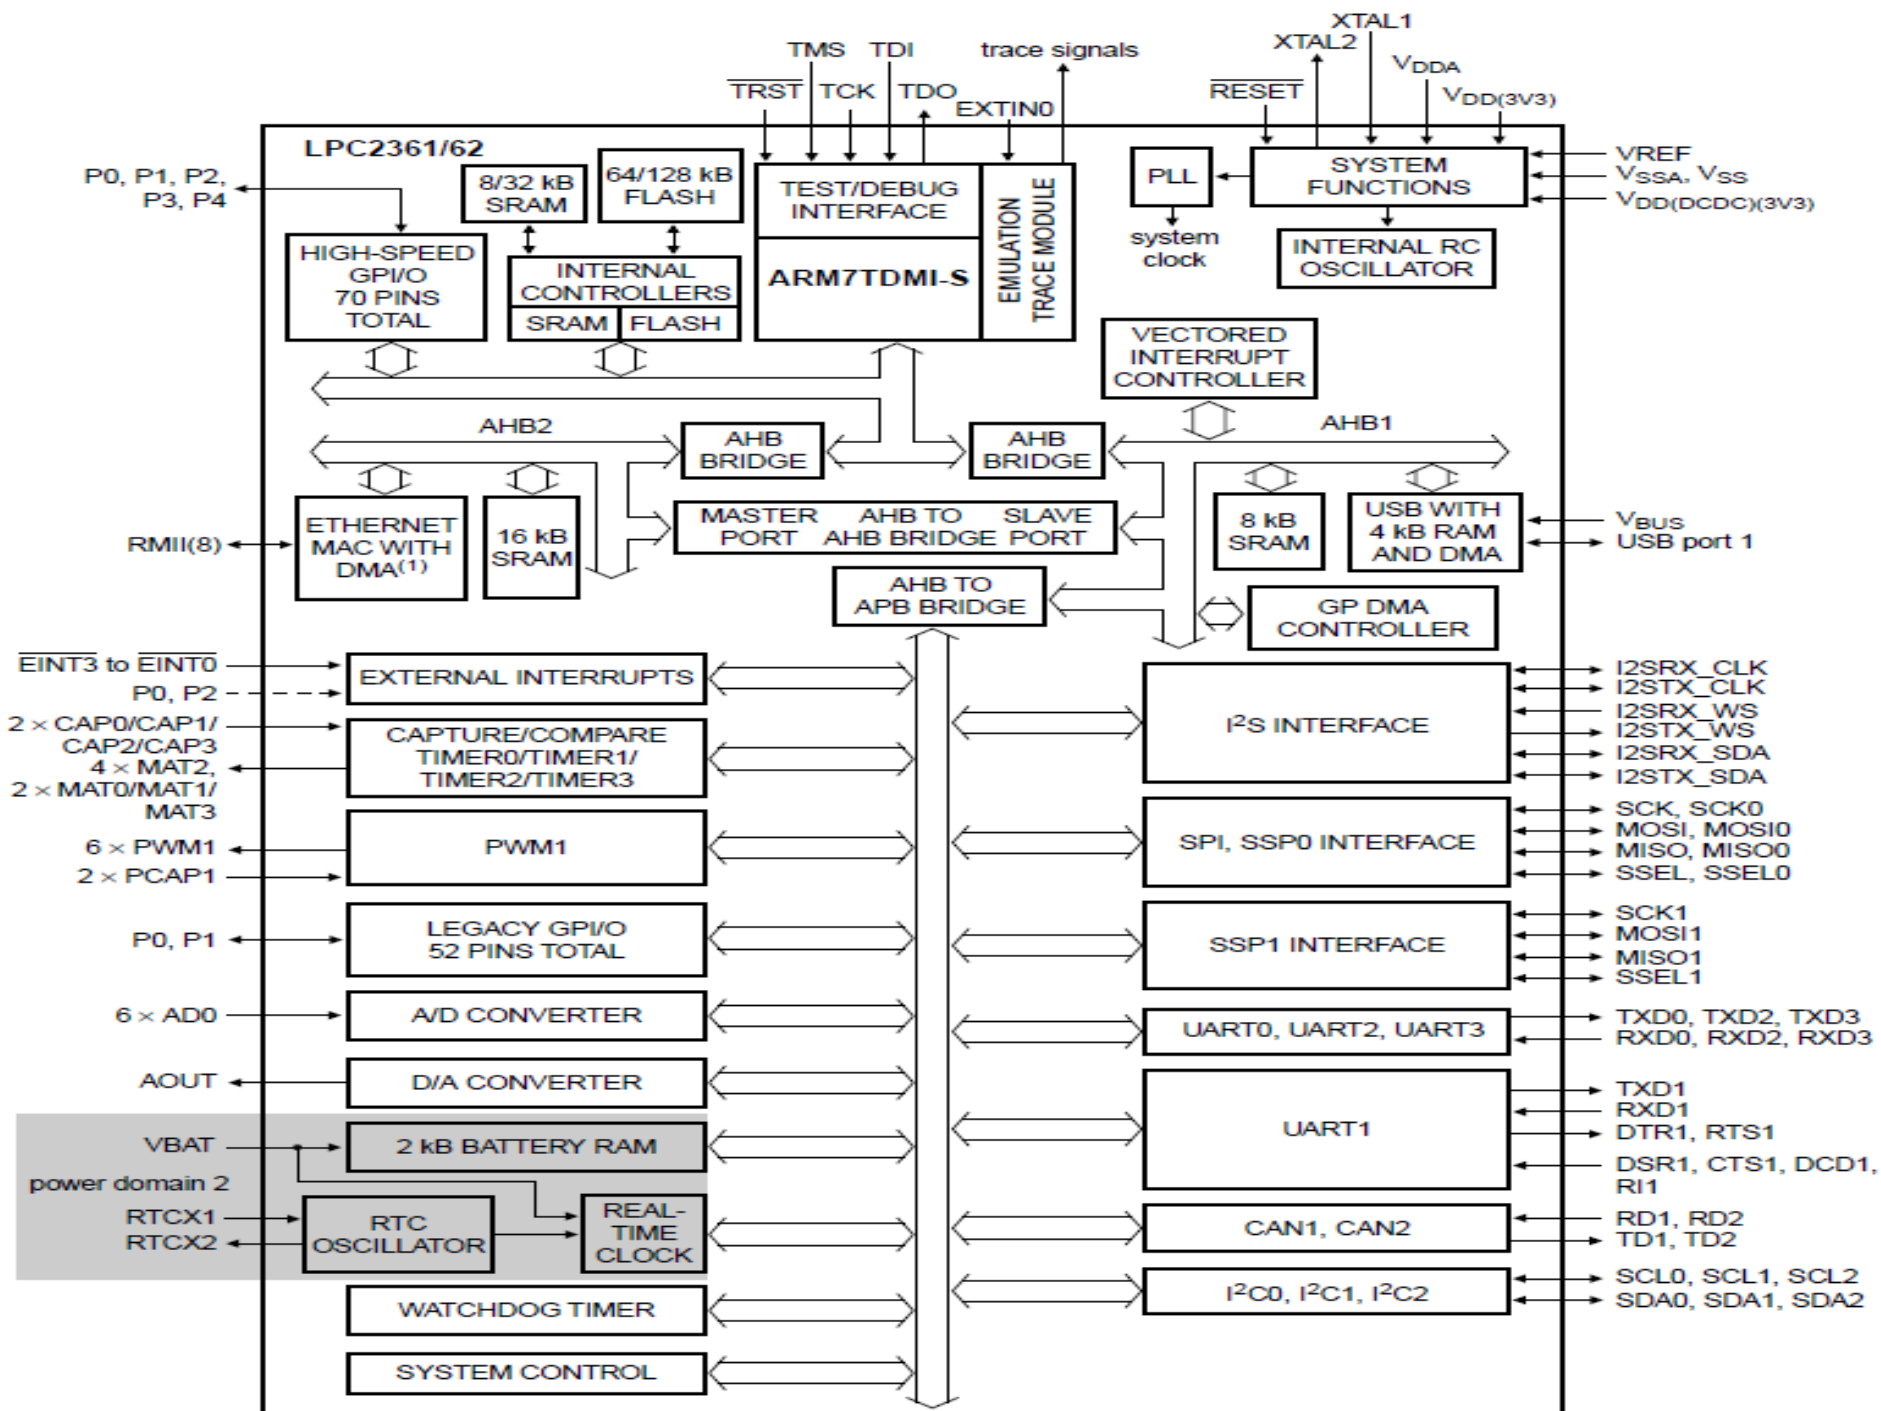 XTAL1
XTAL2
TMS TDI trace signals
VDDA
TRST TCK TDO
RESET
VDD(3V3)
EXTIN0
LPC2361/62
P0, P1, P2,
P3, P4
8/32 kB
SRAM
64/128 kB
FLASH
TEST/DEBUG
INTERFACE
EMULATION
TRACE MODULE
PLL
SYSTEM
FUNCTIONS
VREF
VSSA, VSS
VDD(DCDC)(3V3)
system
clock
HIGH-SPEED
GPI/O
70 PINS
TOTAL
INTERNAL
CONTROLLERS
SRAM FLASH
ARM7TDMI-S
INTERNAL RC
OSCILLATOR
VECTORED
INTERRUPT
CONTROLLER
AHB2
AHB
BRIDGE
AHB
BRIDGE
AHB1
ETHERNET
MAC WITH
DMA(1)
16 kB
SRAM
MASTER
PORT
AHB TO
AHB BRIDGE
SLAVE
PORT
8 kB
SRAM
USB WITH
4 kB RAM
AND DMA
RMII(8)
VBUS
USB port 1
AHB TO
APB BRIDGE
GP DMA
CONTROLLER
EINT3 to EINT0
P0, P2
EXTERNAL INTERRUPTS
2 × CAP0/CAP1/
CAP2/CAP3
4 × MAT2,
2 × MAT0/MAT1/
MAT3
CAPTURE/COMPARE
TIMER0/TIMER1/
TIMER2/TIMER3
6 × PWM1
2 × PCAP1
PWM1
P0, P1
LEGACY GPI/O
52 PINS TOTAL
6 × AD0
A/D CONVERTER
AOUT
D/A CONVERTER
VBAT
2 kB BATTERY RAM
power domain 2
RTCX1
RTCX2
RTC
OSCILLATOR
REAL-
TIME
CLOCK
WATCHDOG TIMER
SYSTEM CONTROL
I2S INTERFACE
I2SRX_CLK
I2STX_CLK
I2SRX_WS
I2STX_WS
I2SRX_SDA
I2STX_SDA
SPI, SSP0 INTERFACE
SCK, SCK0
MOSI, MOSI0
MISO, MISO0
SSEL, SSEL0
SSP1 INTERFACE
SCK1
MOSI1
MISO1
SSEL1
UART0, UART2, UART3
TXD0, TXD2, TXD3
RXD0, RXD2, RXD3
UART1
TXD1
RXD1
DTR1, RTS1
DSR1, CTS1, DCD1,
RI1
CAN1, CAN2
RD1, RD2
TD1, TD2
I2C0, I2C1, I2C2
SCL0, SCL1, SCL2
SDA0, SDA1, SDA2